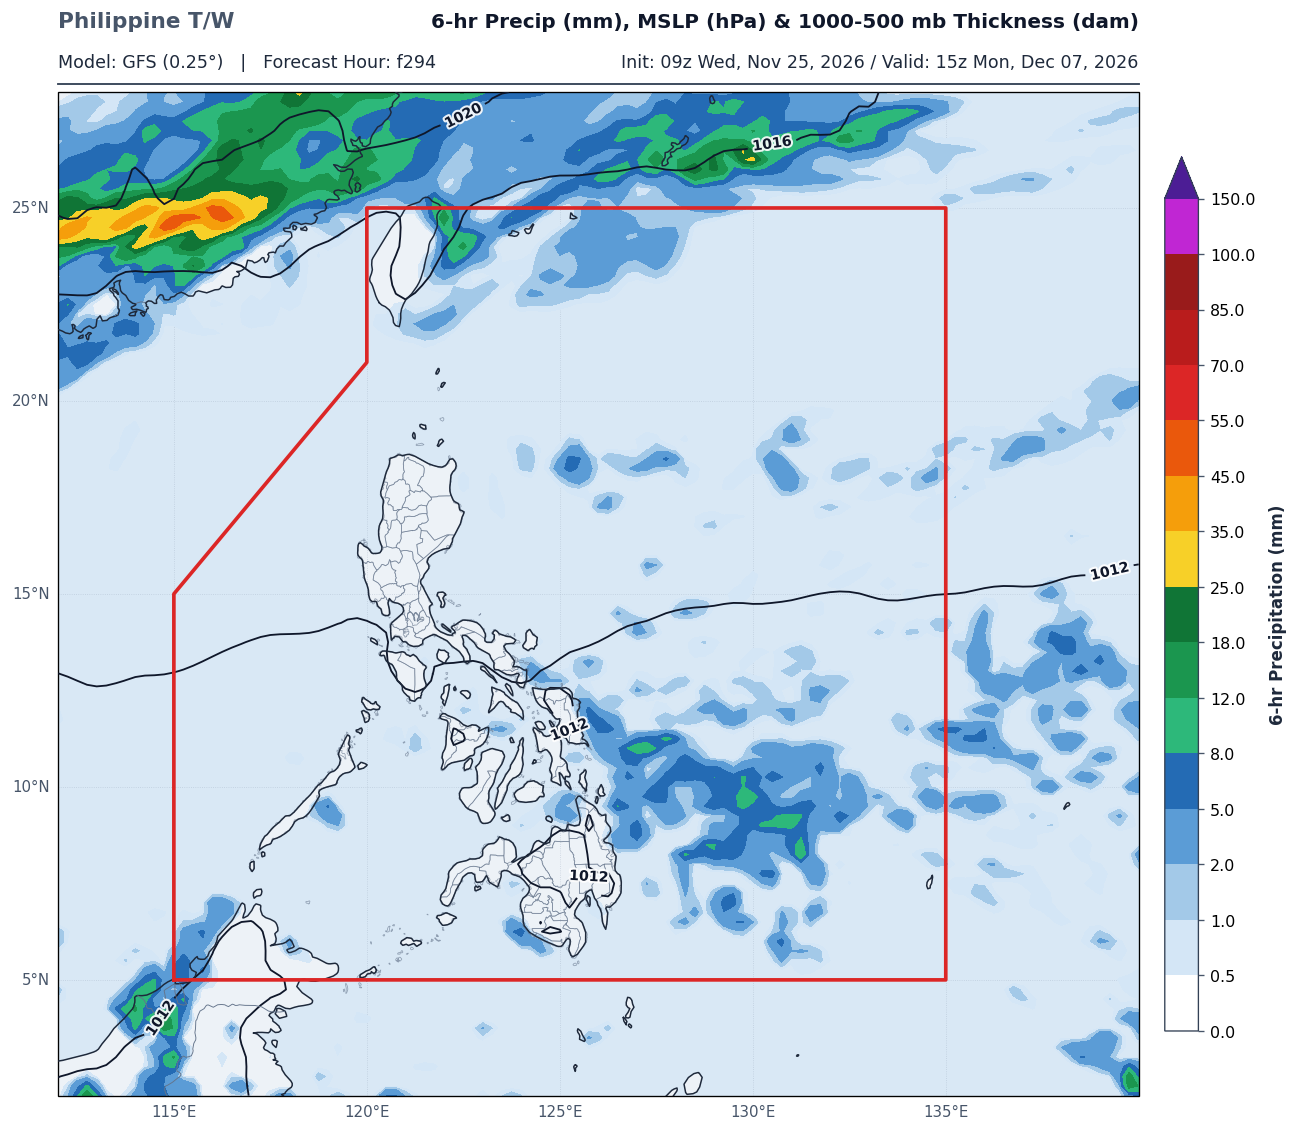 Philippine T/W
6-hr Precip (mm), MSLP (hPa) & 1000-500 mb Thickness (dam)
Model: GFS (0.25°) | Forecast Hour: f294
Init: 09z Wed, Nov 25, 2026 / Valid: 15z Mon, Dec 07, 2026
1020
1016
1012
1012
1012
1012
25°N
20°N
15°N
10°N
5°N
115°E
120°E
125°E
130°E
135°E
150.0
100.0
85.0
70.0
55.0
45.0
35.0
25.0
18.0
12.0
8.0
5.0
2.0
1.0
0.5
0.0
6-hr Precipitation (mm)